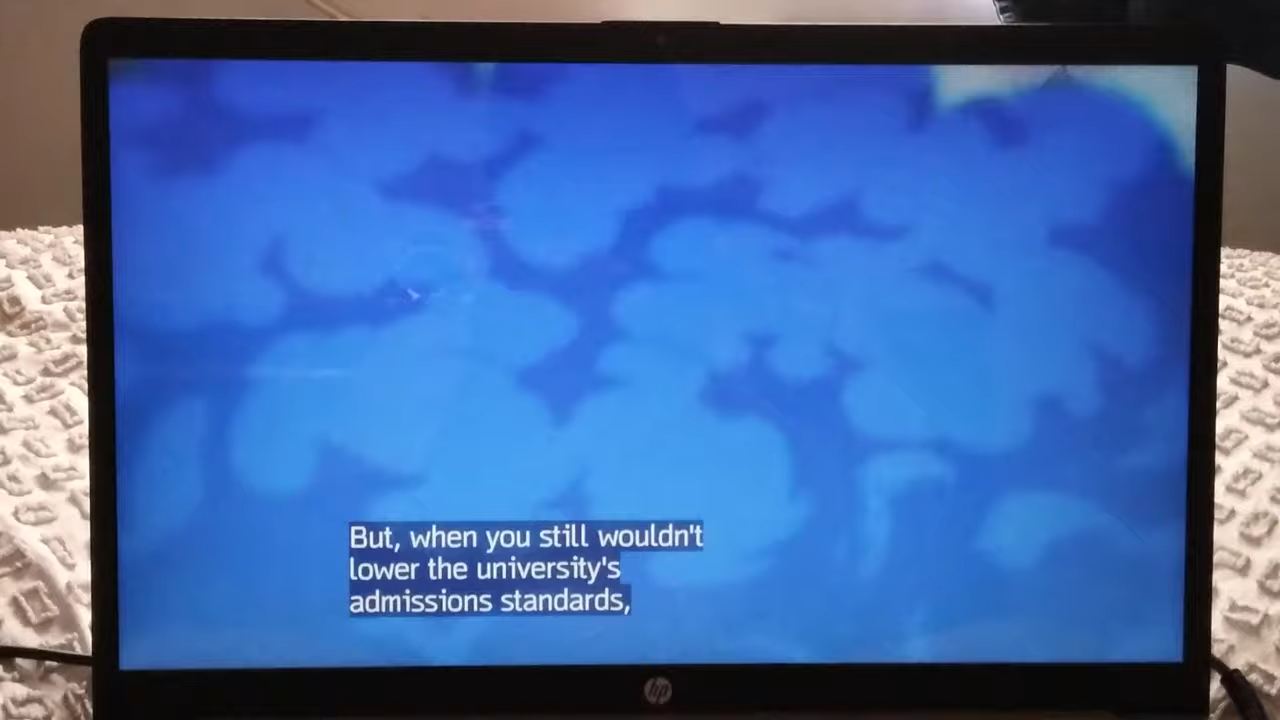 But, when you still wouldn't
lower the university's
admissions standards,
hp